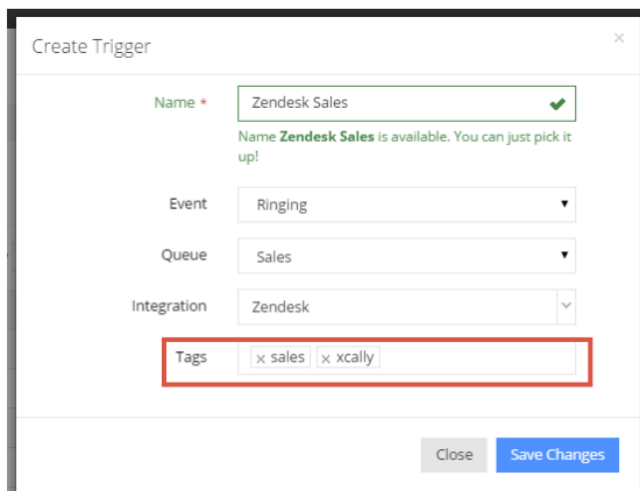 Create Trigger
×
Name *
Zendesk Sales
Name Zendesk Sales is available. You can just pick it
up!
Event
Ringing
Queue
Sales
Integration
Zendesk
Tags
× sales × xcally
Close
Save Changes